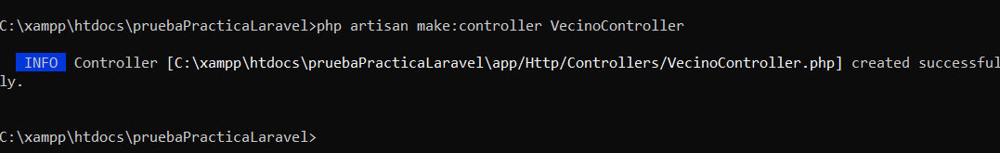 C:\xampp\htdocs\pruebaPracticaLaravel>php artisan make:controller VecinoController
INFO Controller [C:\xampp\htdocs\pruebaPracticaLaravel\app/Http/Controllers/VecinoController.php] created successful
ly.
C:\xampp\htdocs\pruebaPracticaLaravel>